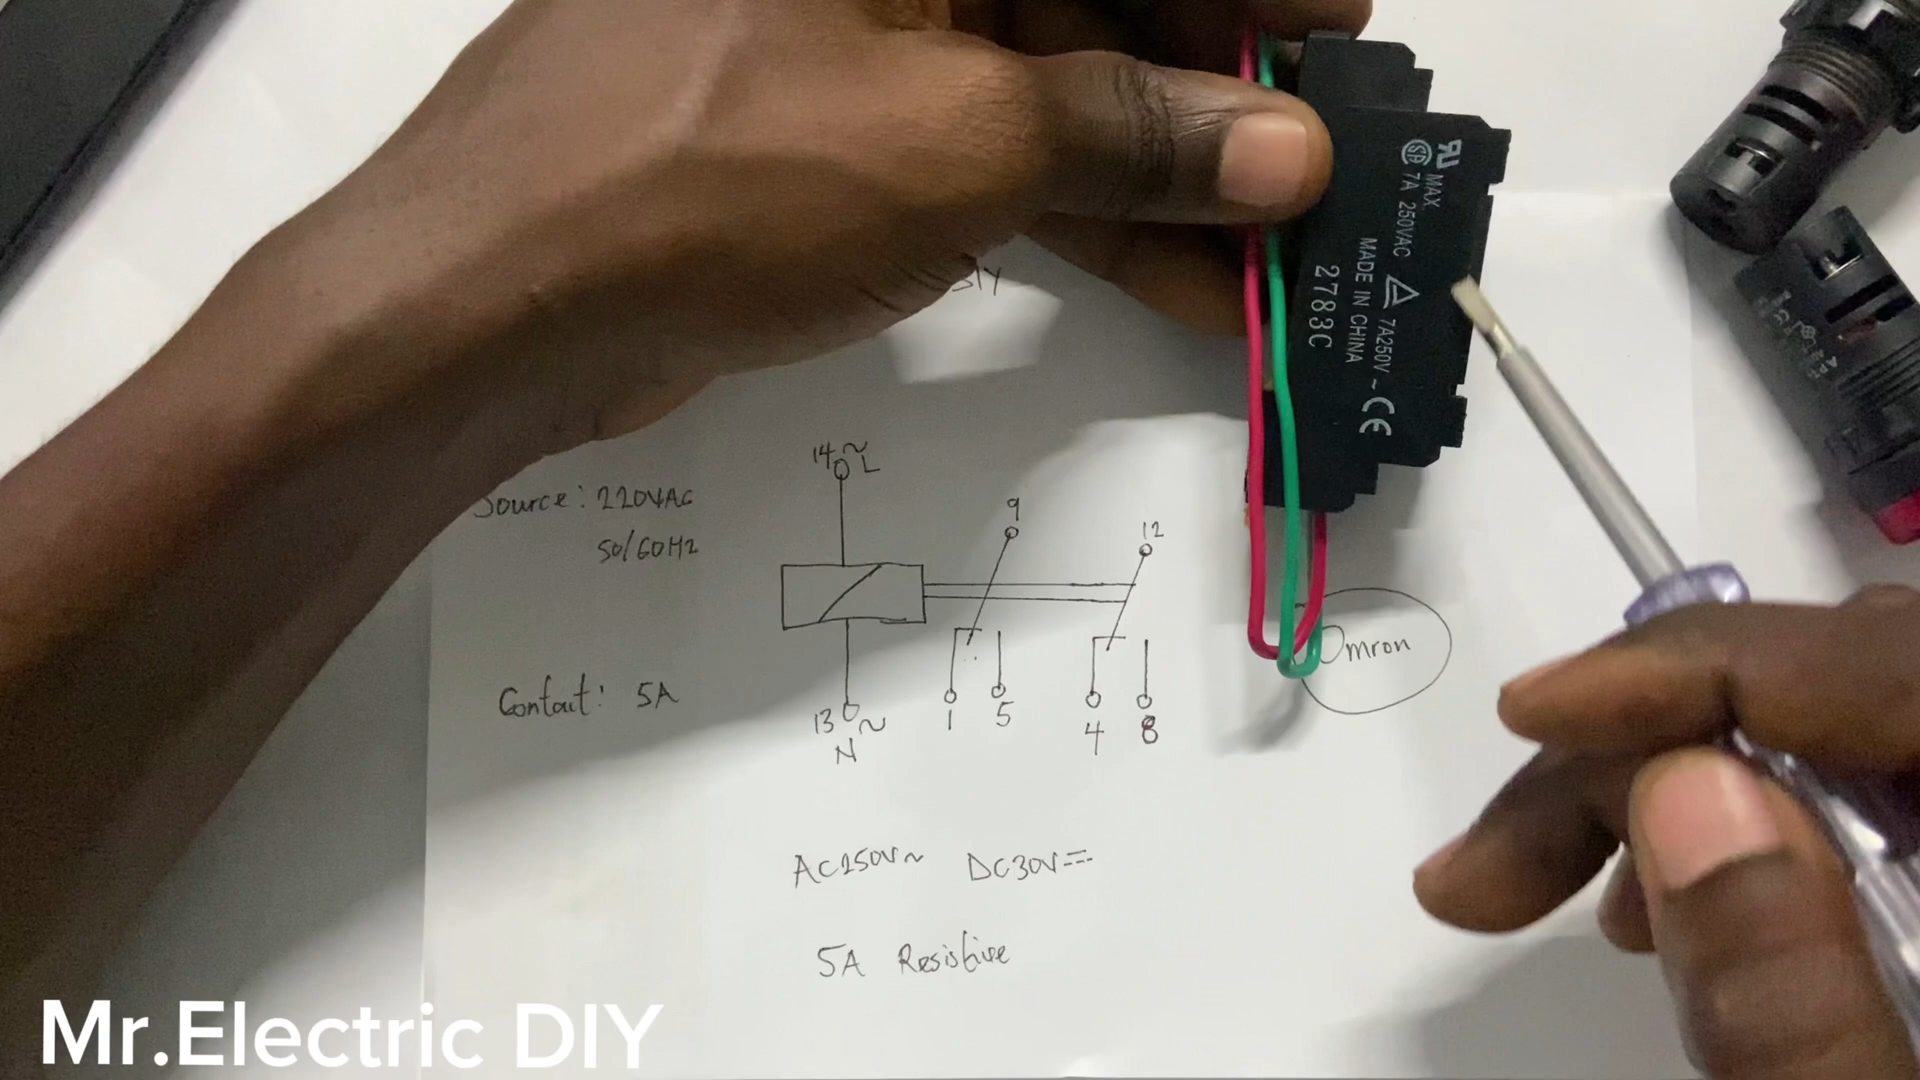 MAX
7A 250VAC
7A250V~ CE
MADE IN CHINA
2783C
Source: 220VAC
50/60Hz
Contact: 5A
14 ~
L
13 ~
N
9
12
1
5
4
8
Omron
AC250V~ DC30V
5A Resistive
Mr.Electric DIY